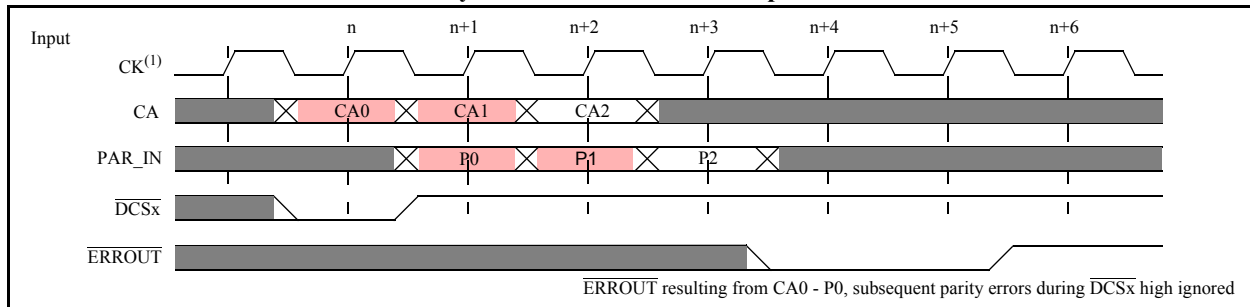 Input
n n+1 n+2 n+3 n+4 n+5 n+6
CK(1)
CA CA0 CA1 CA2
PAR_IN P0 P1 P2
DCSx
ERROUT
ERROUT resulting from CA0 - P0, subsequent parity errors during DCSx high ignored